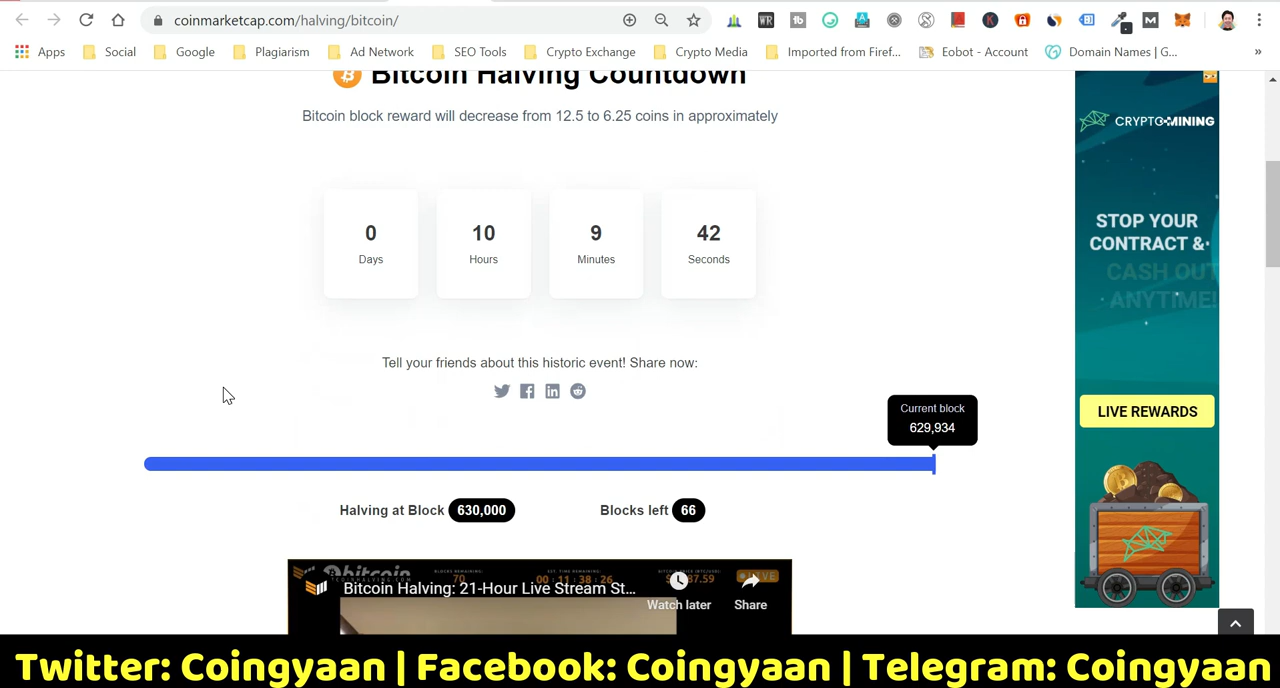 coinmarketcap.com/halving/bitcoin/
Apps Social Google Plagiarism Ad Network SEO Tools Crypto Exchange Crypto Media Imported from Firef... Eobot - Account Domain Names | G... »
Bitcoin Halving Countdown
Bitcoin block reward will decrease from 12.5 to 6.25 coins in approximately
0 10 9 42
Days Hours Minutes Seconds
Tell your friends about this historic event! Share now:
Current block
629,934
Halving at Block 630,000 Blocks left 66
Bitcoin Halving: 21-Hour Live Stream St...
Watch later Share
CRYPTO-MINING
STOP YOUR
CONTRACT &
CASH OUT
ANYTIME!
LIVE REWARDS
Twitter: Coingyaan | Facebook: Coingyaan | Telegram: Coingyaan